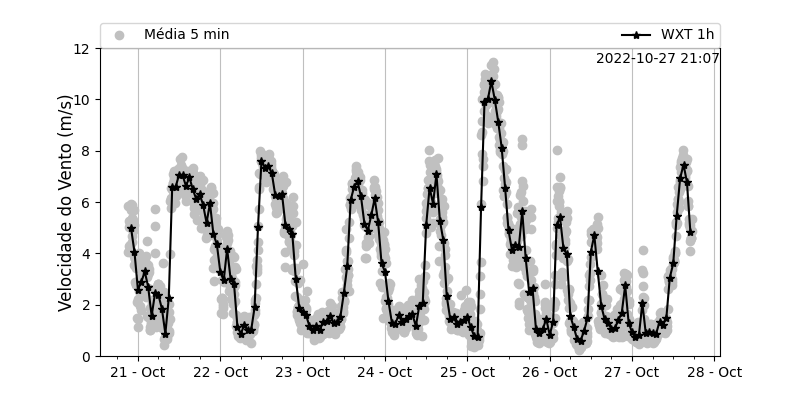 Média 5 min
WXT 1h
2022-10-27 21:07
Velocidade do Vento (m/s)
12
10
8
6
4
2
0
21 - Oct
22 - Oct
23 - Oct
24 - Oct
25 - Oct
26 - Oct
27 - Oct
28 - Oct